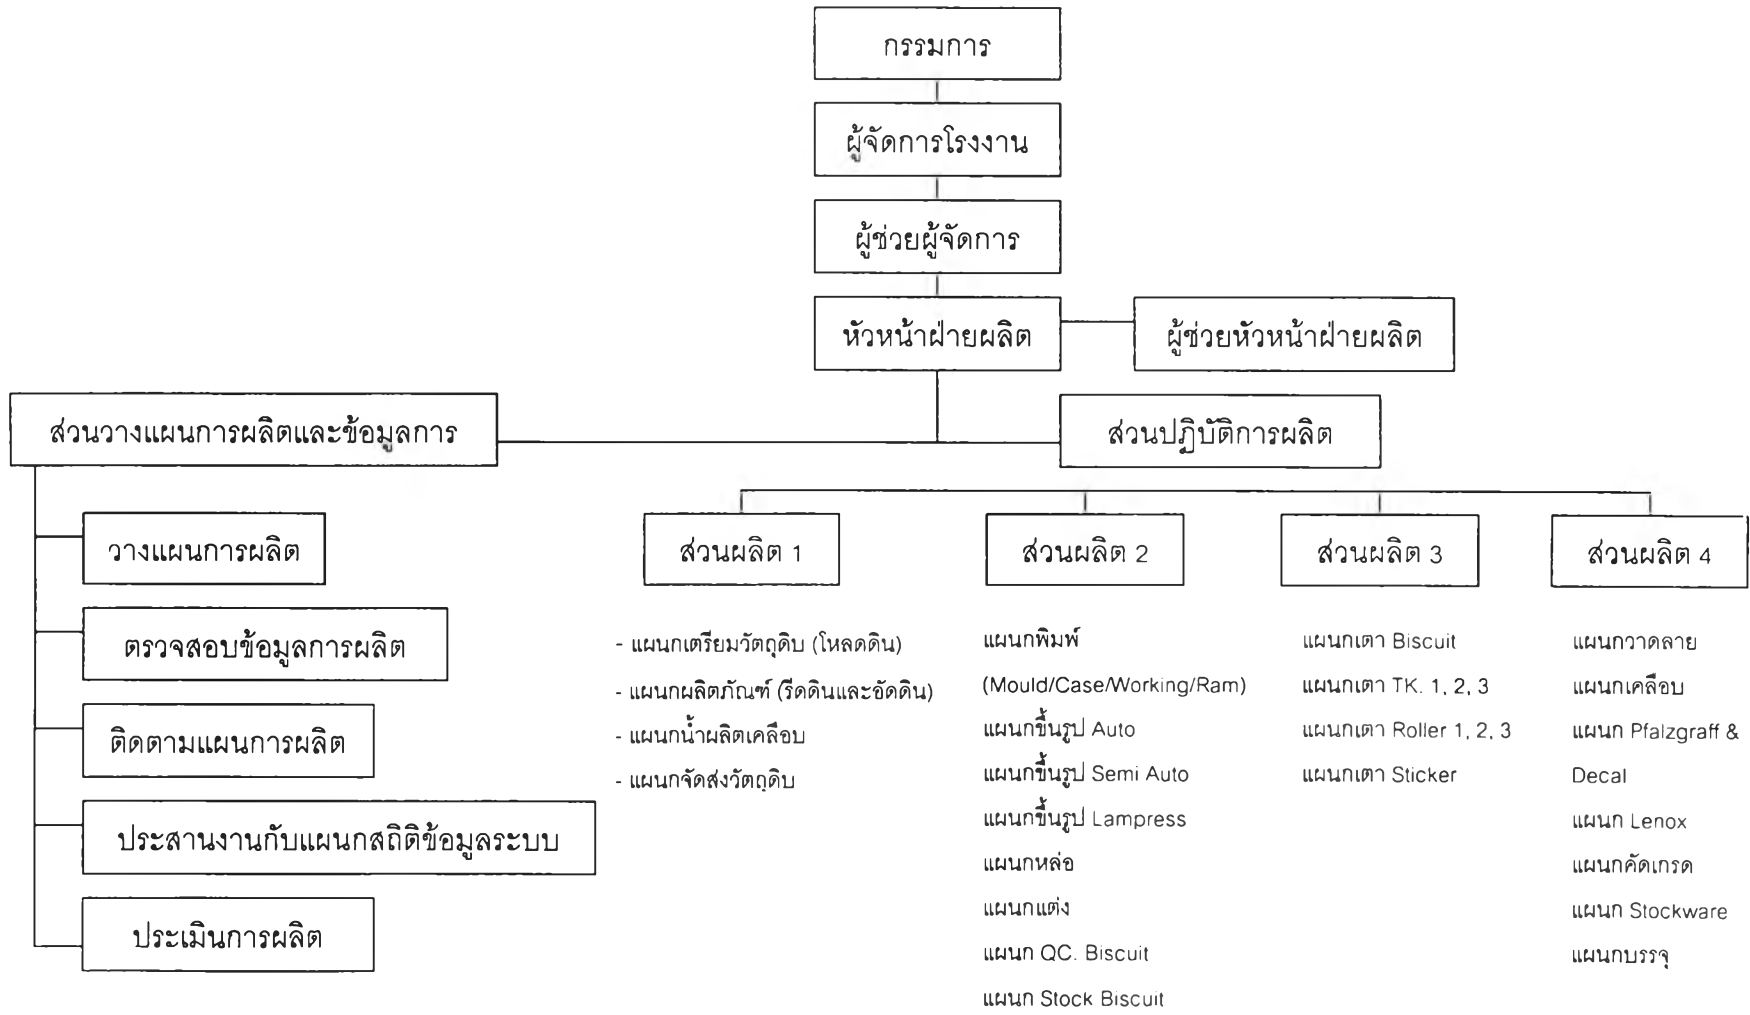 กรรมการ
ผู้จัดการโรงงาน
ผู้ช่วยผู้จัดการ
หัวหน้าฝ่ายผลิต
ผู้ช่วยหัวหน้าฝ่ายผลิต
ส่วนวางแผนการผลิตและข้อมูลการ
ส่วนปฏิบัติการผลิต
วางแผนการผลิต
ตรวจสอบข้อมูลการผลิต
ติดตามแผนการผลิต
ประสานงานกับแผนกสถิติข้อมูลระบบ
ประเมินการผลิต
ส่วนผลิต 1
- แผนกเตรียมวัตถุดิบ (โหลดดิน)
- แผนกผลิตภัณฑ์ (รีดดินและอัดดิน)
- แผนกน้ำผลิตเคลือบ
- แผนกจัดส่งวัตถุดิบ
ส่วนผลิต 2
แผนกพิมพ์
(Mould/Case/Working/Ram)
แผนกขึ้นรูป Auto
แผนกขึ้นรูป Semi Auto
แผนกขึ้นรูป Lampress
แผนกหล่อ
แผนกแต่ง
แผนก QC. Biscuit
แผนก Stock Biscuit
ส่วนผลิต 3
แผนกเตา Biscuit
แผนกเตา TK. 1, 2, 3
แผนกเตา Roller 1, 2, 3
แผนกเตา Sticker
ส่วนผลิต 4
แผนกวาดลาย
แผนกเคลือบ
แผนก Pfalzgraff &
Decal
แผนก Lenox
แผนกคัดเกรด
แผนก Stockware
แผนกบรรจุ